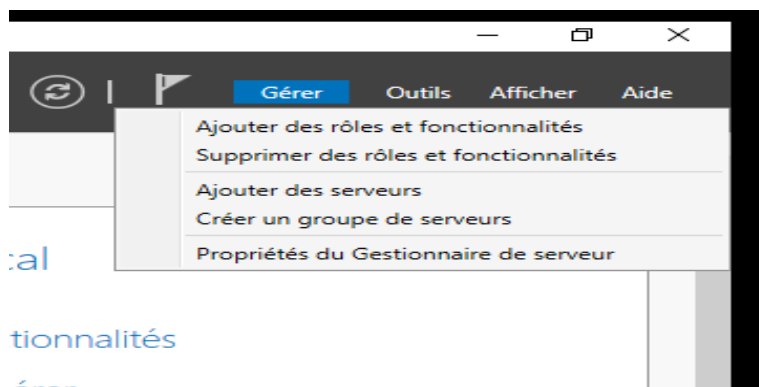 Gérer Outils Afficher Aide
Ajouter des rôles et fonctionnalités
Supprimer des rôles et fonctionnalités
Ajouter des serveurs
Créer un groupe de serveurs
Propriétés du Gestionnaire de serveur
cal
tionnalités